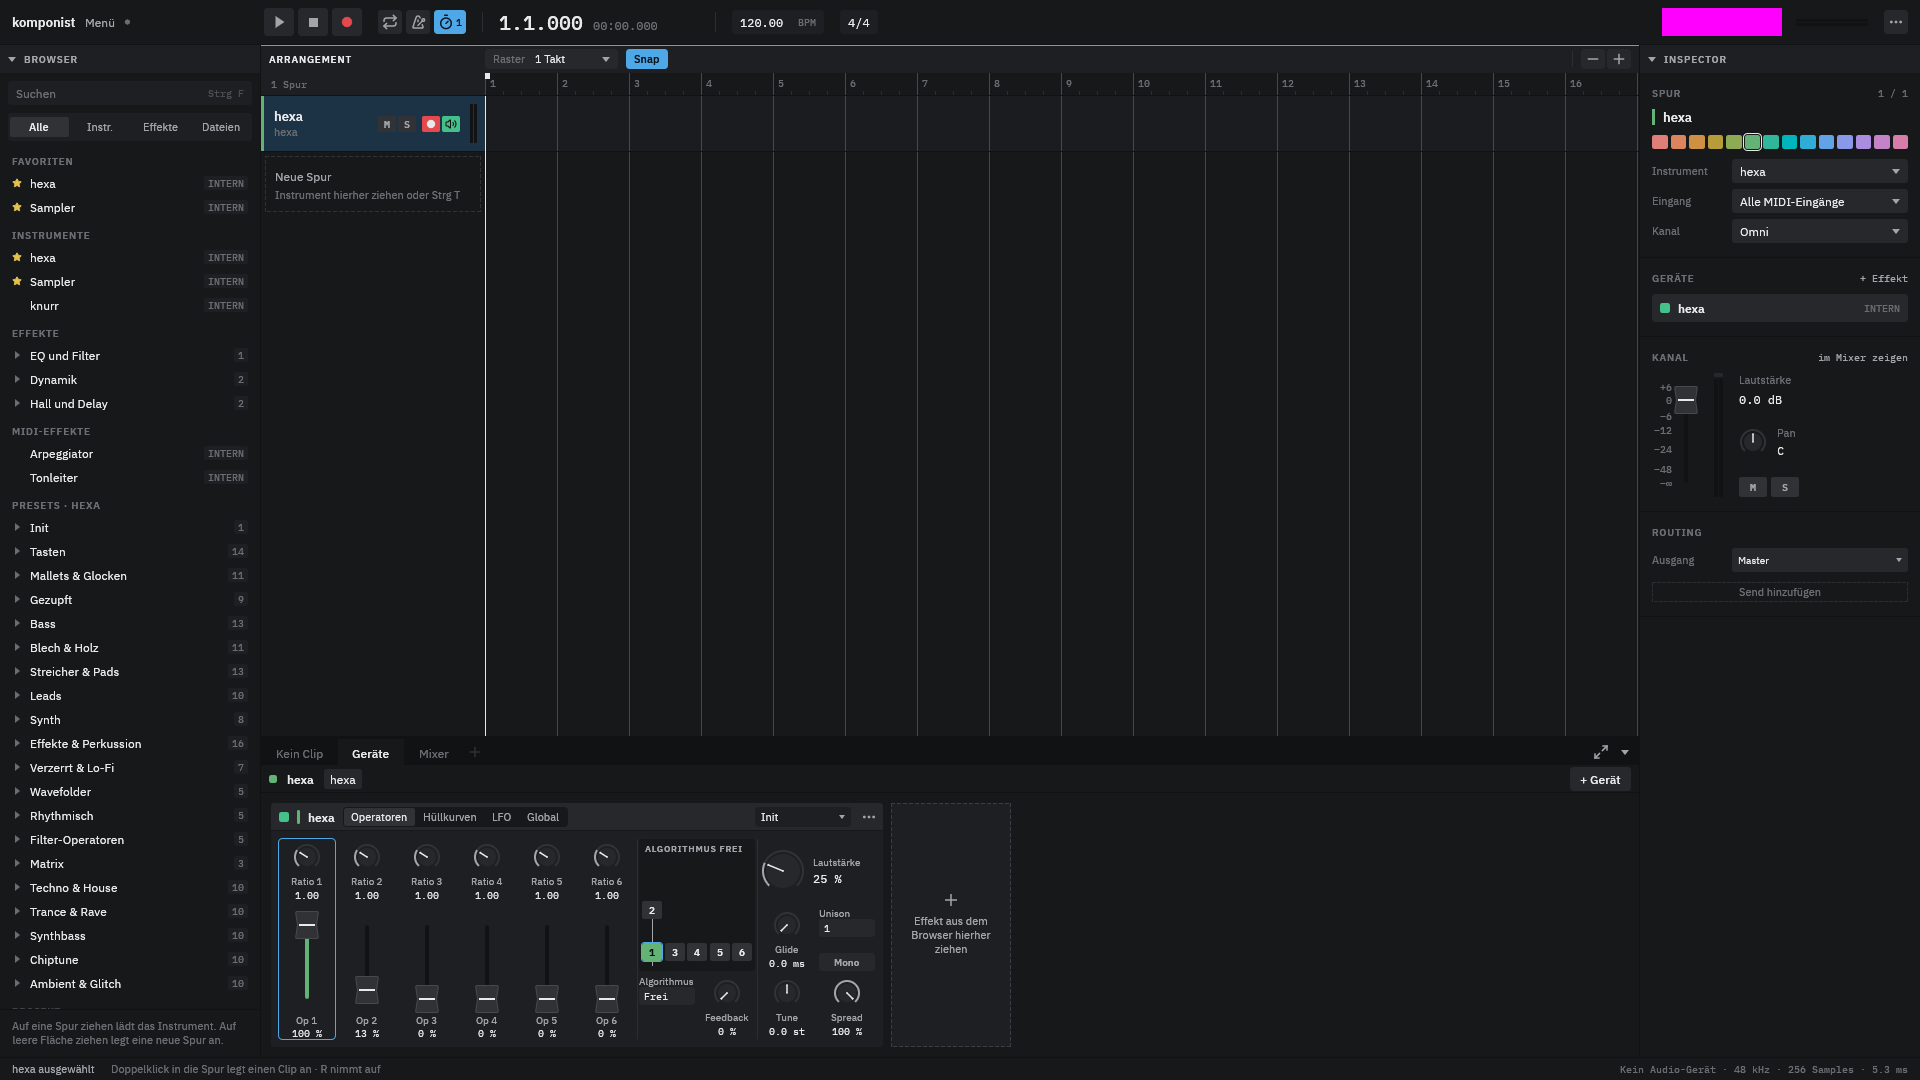 komponist Menü
1 1.1.000 00:00.000 120.00 BPM 4/4
BROWSER
Suchen Strg F
Alle Instr. Effekte Dateien
FAVORITEN
hexa INTERN
Sampler INTERN
INSTRUMENTE
hexa INTERN
Sampler INTERN
knurr INTERN
EFFEKTE
EQ und Filter 1
Dynamik 2
Hall und Delay 2
MIDI-EFFEKTE
Arpeggiator INTERN
Tonleiter INTERN
PRESETS · HEXA
Init 1
Tasten 14
Mallets & Glocken 11
Gezupft 9
Bass 13
Blech & Holz 11
Streicher & Pads 13
Leads 10
Synth 8
Effekte & Perkussion 16
Verzerrt & Lo-Fi 7
Wavefolder 5
Rhythmisch 5
Filter-Operatoren 5
Matrix 3
Techno & House 10
Trance & Rave 10
Synthbass 10
Chiptune 10
Ambient & Glitch 10
Auf eine Spur ziehen lädt das Instrument. Auf
leere Fläche ziehen legt eine neue Spur an.
ARRANGEMENT Raster 1 Takt Snap
1 Spur 1 2 3 4 5 6 7 8 9 10 11 12 13 14 15 16
hexa M S
hexa
Neue Spur
Instrument hierher ziehen oder Strg T
Kein Clip Geräte Mixer
hexa hexa + Gerät
hexa Operatoren Hüllkurven LFO Global Init
Ratio 1 Ratio 2 Ratio 3 Ratio 4 Ratio 5 Ratio 6
1.00 1.00 1.00 1.00 1.00 1.00
Op 1 Op 2 Op 3 Op 4 Op 5 Op 6
100 % 13 % 0 % 0 % 0 % 0 %
ALGORITHMUS FREI
2
1 3 4 5 6
Algorithmus
Frei
Feedback
0 %
Lautstärke
25 %
Unison
1
Glide
0.0 ms
Mono
Tune Spread
0.0 st 100 %
Effekt aus dem
Browser hierher
ziehen
INSPECTOR
SPUR 1 / 1
hexa
Instrument hexa
Eingang Alle MIDI-Eingänge
Kanal Omni
GERÄTE + Effekt
hexa INTERN
KANAL im Mixer zeigen
+6
0
−6
−12
−24
−48
−∞
Lautstärke
0.0 dB
Pan
C
M S
ROUTING
Ausgang Master
Send hinzufügen
hexa ausgewählt Doppelklick in die Spur legt einen Clip an · R nimmt auf
Kein Audio-Gerät · 48 kHz · 256 Samples · 5.3 ms